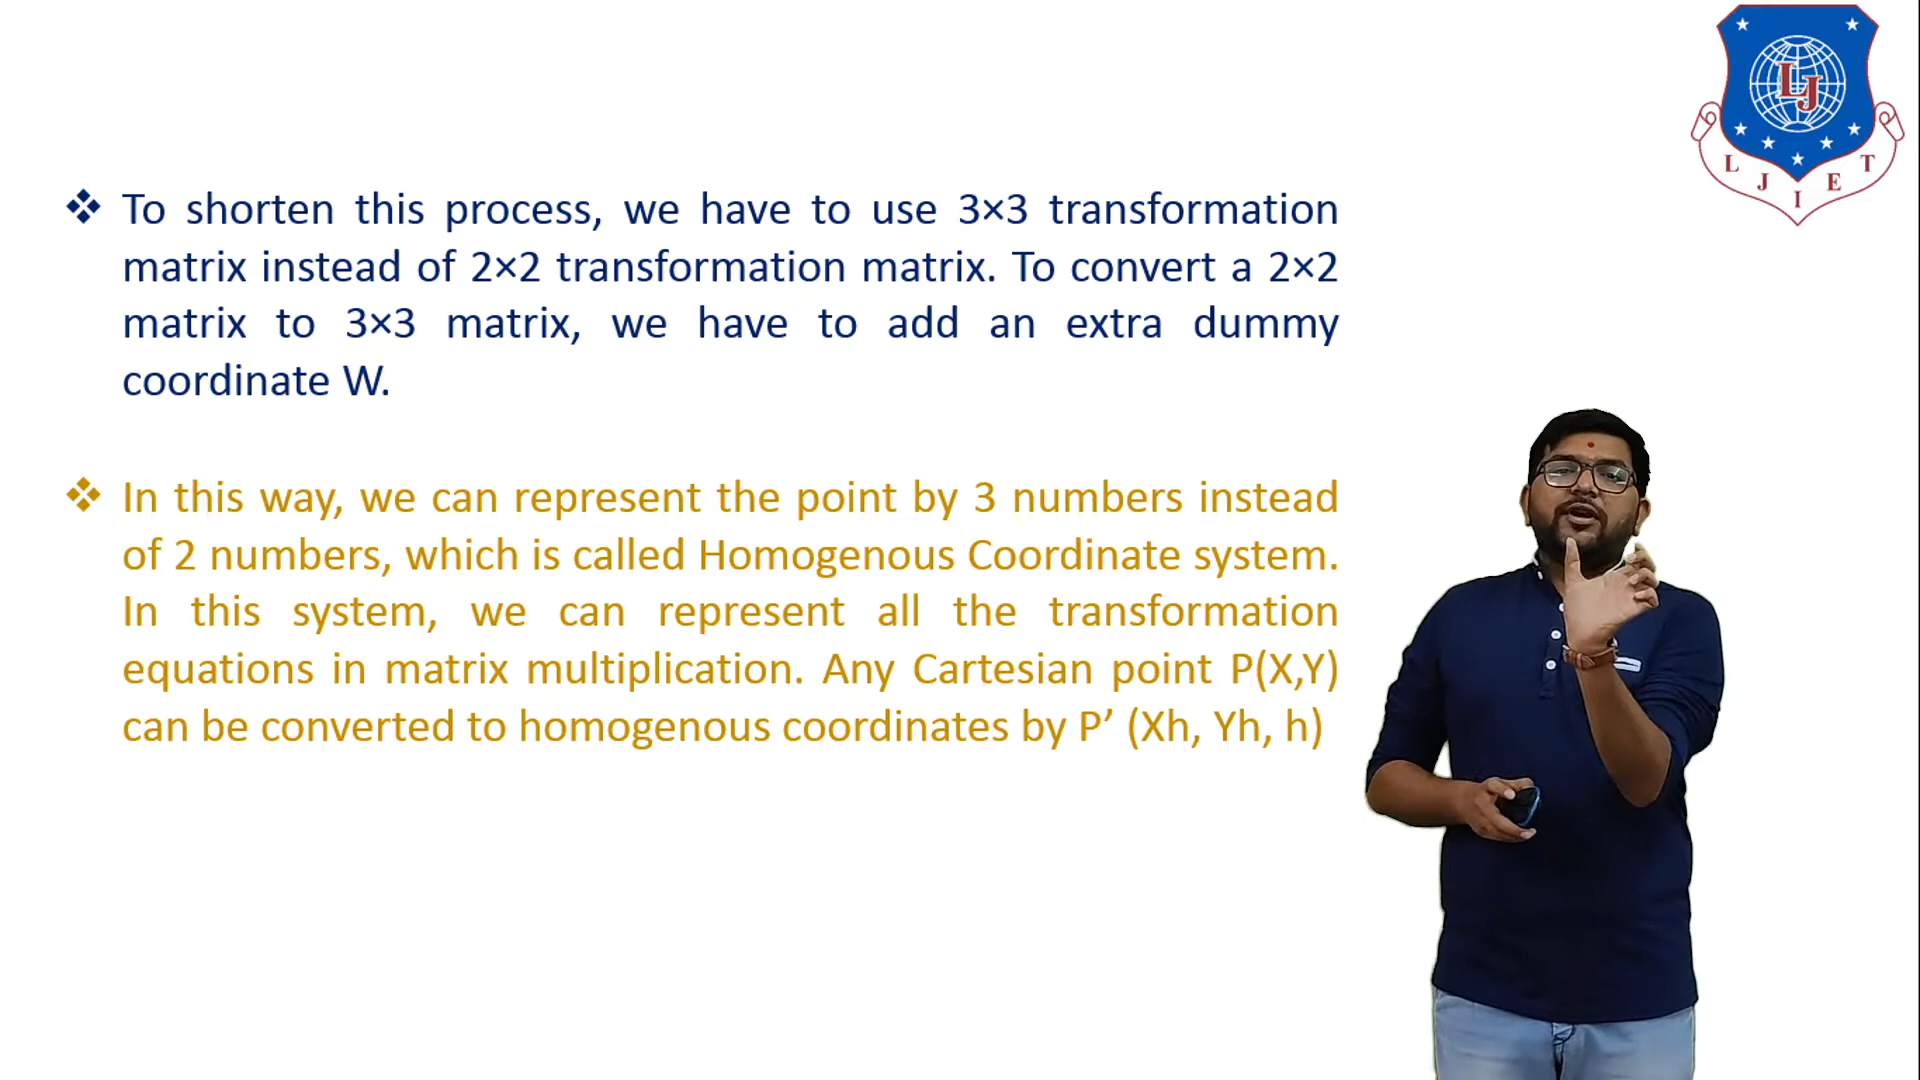 ❖ To shorten this process, we have to use 3×3 transformation
matrix instead of 2×2 transformation matrix. To convert a 2×2
matrix to 3×3 matrix, we have to add an extra dummy
coordinate W.
❖ In this way, we can represent the point by 3 numbers instead
of 2 numbers, which is called Homogenous Coordinate system.
In this system, we can represent all the transformation
equations in matrix multiplication. Any Cartesian point P(X,Y)
can be converted to homogenous coordinates by P’ (Xh, Yh, h)
LJ
L J I E T